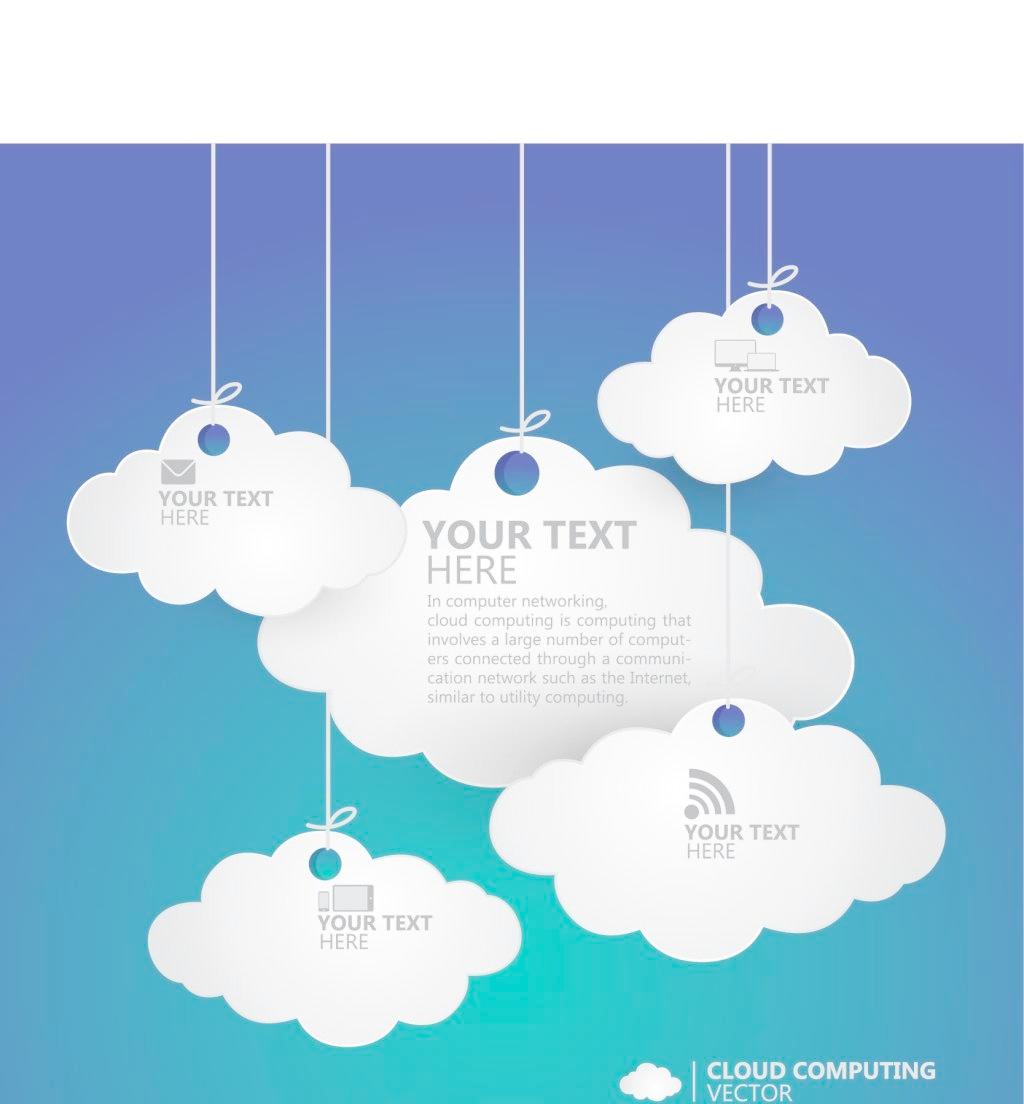 YOUR TEXT
HERE
YOUR TEXT
HERE
YOUR TEXT
HERE
In computer networking,
cloud computing is computing that
involves a large number of comput-
ers connected through a communi-
cation network such as the Internet,
similar to utility computing.
YOUR TEXT
HERE
YOUR TEXT
HERE
CLOUD COMPUTING
VECTOR